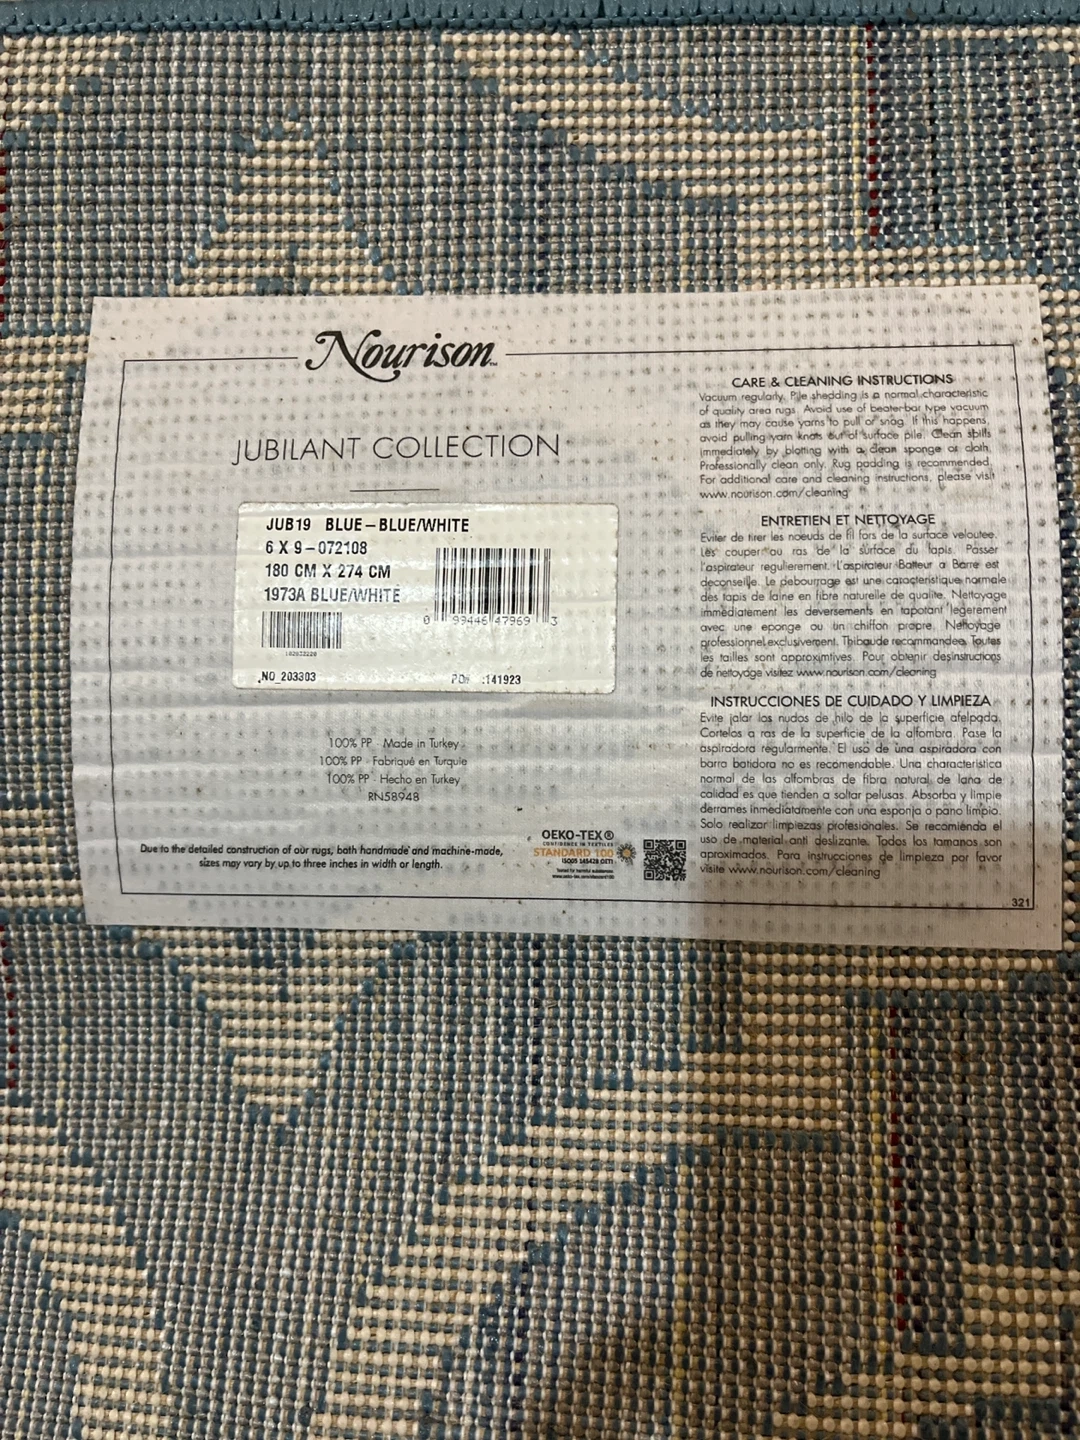 Nourison
JUBILANT COLLECTION
JUB19 BLUE – BLUE/WHITE
6 X 9 – 072108
180 CM X 274 CM
1973A BLUE/WHITE
0 99446 47969 3
NO_203303
PO# :141923
100% PP - Made in Turkey
100% PP - Fabriqué en Turquie
100% PP - Hecho en Turkey
RN58948
Due to the detailed construction of our rugs, both handmade and machine-made,
sizes may vary by up to three inches in width or length.
OEKO-TEX®
CONFIDENCE IN TEXTILES
STANDARD 100
Tested for harmful substances.
CARE & CLEANING INSTRUCTIONS
Vacuum regularly. Pile shedding is a normal characteristic
of quality area rugs. Avoid use of beater-bar type vacuum
as they may cause yarns to pull or snag. If this happens,
avoid pulling yarn knots out of surface pile. Clean spills
immediately by blotting with a clean sponge or cloth.
Professionally clean only. Rug padding is recommended.
For additional care and cleaning instructions, please visit
www.nourison.com/cleaning
ENTRETIEN ET NETTOYAGE
Eviter de tirer les noeuds de fil fors de la surface veloutee.
Les couper au ras de la surface du tapis. Passer
l'aspirateur regulierement. L'aspirateur Batteur a Barre est
deconseille. Le debourrage est une caracteristique normale
des tapis de laine en fibre naturelle de qualite. Nettoyage
immediatement les deversements en tapotant legerement
avec une eponge ou un chiffon propre. Nettoyage
professionnel exclusivement. Thibaude recommandee. Toutes
les tailles sont approximtives. Pour obtenir desinstructions
de nettoydge visitez www.nourison.com/cleaning
INSTRUCCIONES DE CUIDADO Y LIMPIEZA
Evite jalar los nudos de hilo de la superficie afelpada.
Cortelos a ras de la superficie de la alfombra. Pase la
aspiradora regularmente. El uso de una aspiradora con
barra batidora no es recomendable. Una characteristica
normal de las alfombras de fibra natural de lana de
calidad es que tienden a soltar pelusas. Absorba y limpie
derrames inmediatamente con una esponja o pano limpio.
Solo realizar limpiezas profesionales. Se recomienda el
uso de material anti deslizante. Todos los tamanos son
aproximados. Para instrucciones de limpieza por favor
visite www.nourison.com/cleaning
321